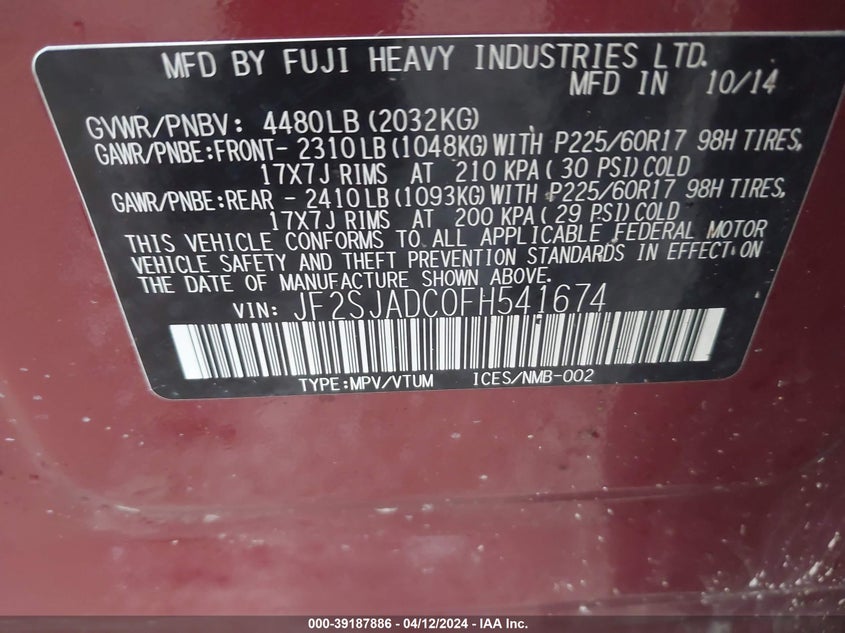 MFD BY FUJI HEAVY INDUSTRIES LTD.
MFD IN 10/14
GVWR/PNBV: 4480LB(2032KG)
GAWR/PNBE:FRONT- 2310LB(1048KG)WITH P225/60R17 98H TIRES,
17X7J RIMS AT 210 KPA( 30 PSI)COLD
GAWR/PNBE:REAR - 2410LB(1093KG)WITH P225/60R17 98H TIRES,
17X7J RIMS AT 200 KPA( 29 PSI)COLD
THIS VEHICLE CONFORMS TO ALL APPLICABLE FEDERAL MOTOR
VEHICLE SAFETY AND THEFT PREVENTION STANDARDS IN EFFECT ON
THE DATE OF MANUFACTURE SHOWN ABOVE.
VIN: JF2SJADC0FH541674
TYPE:MPV/VTUM ICES/NMB-002
000-39187886 - 04/12/2024 - IAA Inc.